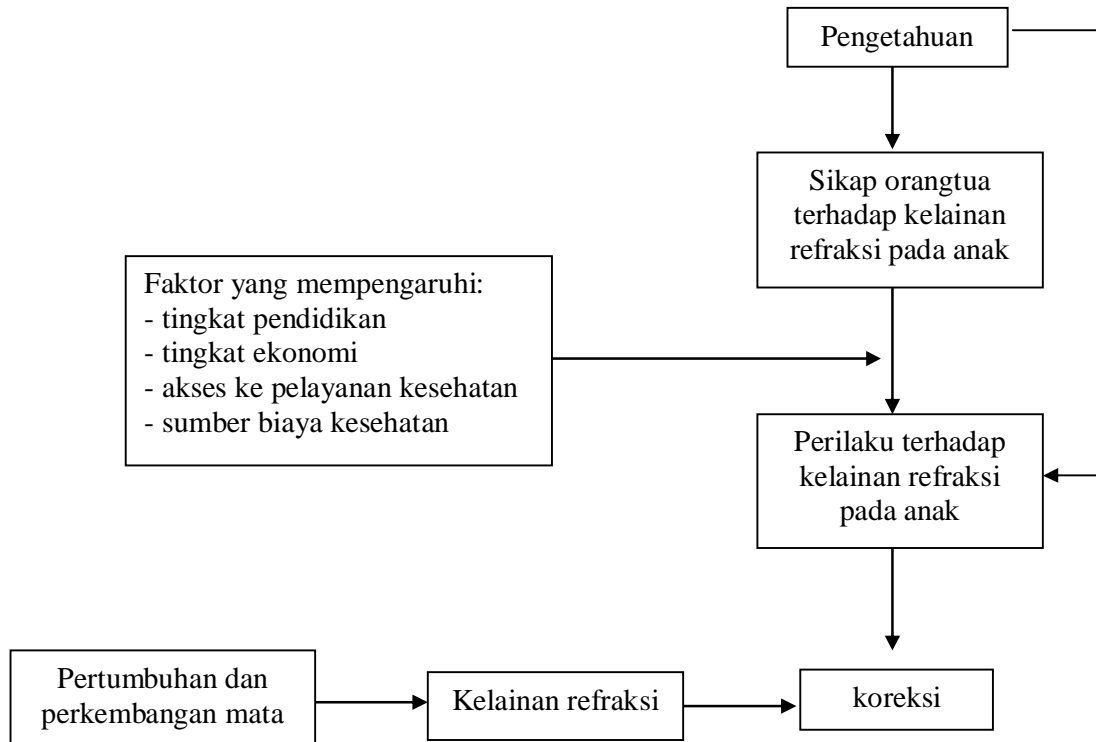 Pengetahuan
Sikap orangtua
terhadap kelainan
refraksi pada anak
Faktor yang mempengaruhi:
- tingkat pendidikan
- tingkat ekonomi
- akses ke pelayanan kesehatan
- sumber biaya kesehatan
Perilaku terhadap
kelainan refraksi
pada anak
Pertumbuhan dan
perkembangan mata
Kelainan refraksi
koreksi